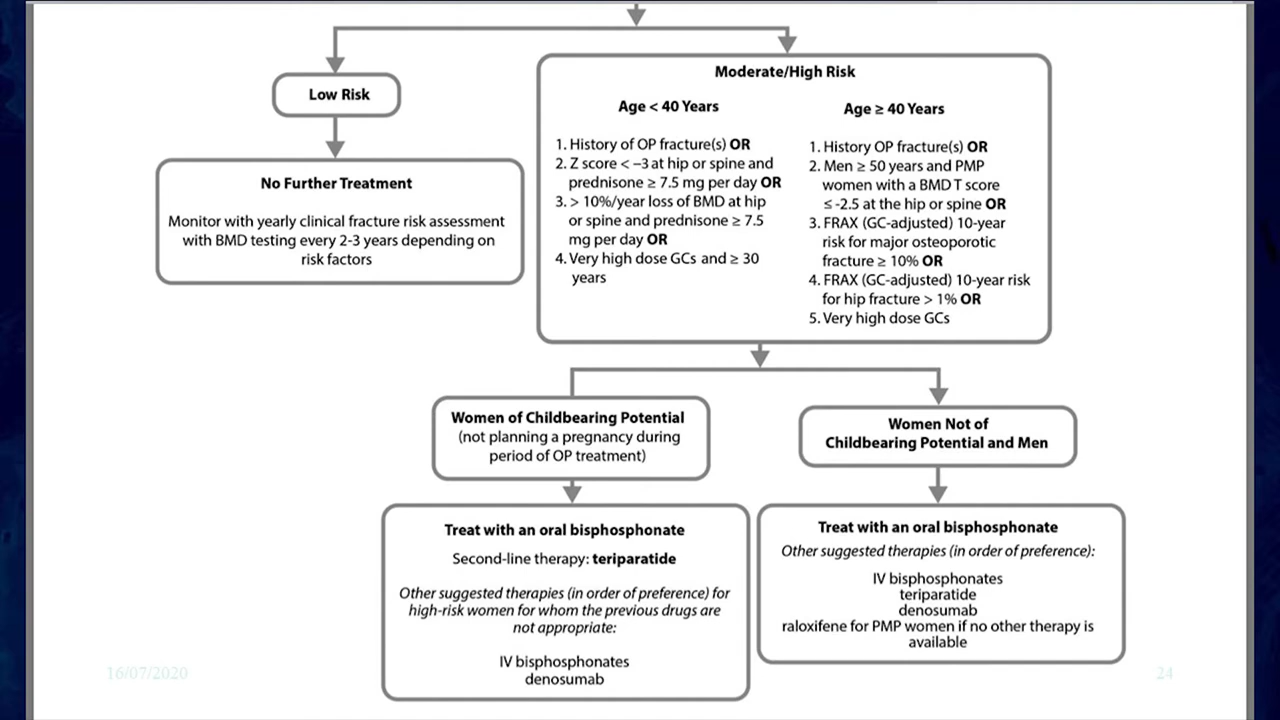 Low Risk
No Further Treatment
Monitor with yearly clinical fracture risk assessment
with BMD testing every 2-3 years depending on
risk factors
Moderate/High Risk
Age < 40 Years
1. History of OP fracture(s) OR
2. Z score < −3 at hip or spine and
prednisone ≥ 7.5 mg per day OR
3. > 10%/year loss of BMD at hip
or spine and prednisone ≥ 7.5
mg per day OR
4. Very high dose GCs and ≥ 30
years
Age ≥ 40 Years
1. History OP fracture(s) OR
2. Men ≥ 50 years and PMP
women with a BMD T score
≤ -2.5 at the hip or spine OR
3. FRAX (GC-adjusted) 10-year
risk for major osteoporotic
fracture ≥ 10% OR
4. FRAX (GC-adjusted) 10-year risk
for hip fracture > 1% OR
5. Very high dose GCs
Women of Childbearing Potential
(not planning a pregnancy during
period of OP treatment)
Treat with an oral bisphosphonate
Second-line therapy: teriparatide
Other suggested therapies (in order of preference) for
high-risk women for whom the previous drugs are
not appropriate:
IV bisphosphonates
denosumab
Women Not of
Childbearing Potential and Men
Treat with an oral bisphosphonate
Other suggested therapies (in order of preference):
IV bisphosphonates
teriparatide
denosumab
raloxifene for PMP women if no other therapy is
available
16/07/2020
24